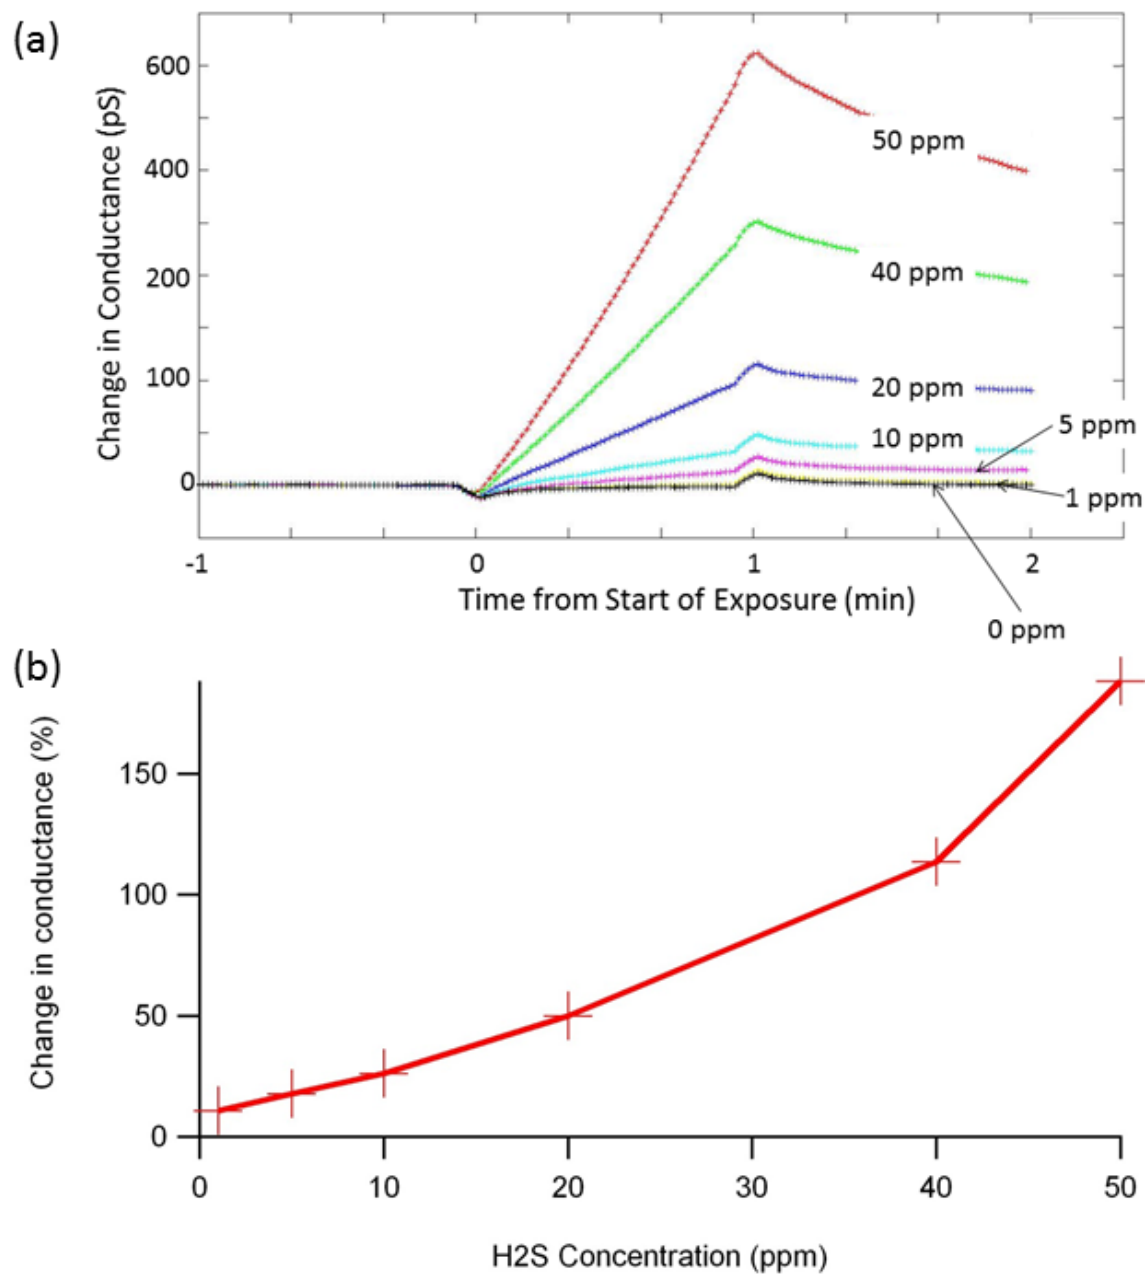 (a)
Change in Conductance (pS)
600
400
200
100
0
50 ppm
40 ppm
20 ppm
10 ppm
5 ppm
1 ppm
0 ppm
-1 0 1 2
Time from Start of Exposure (min)
(b)
Change in conductance (%)
150
100
50
0
0 10 20 30 40 50
H2S Concentration (ppm)